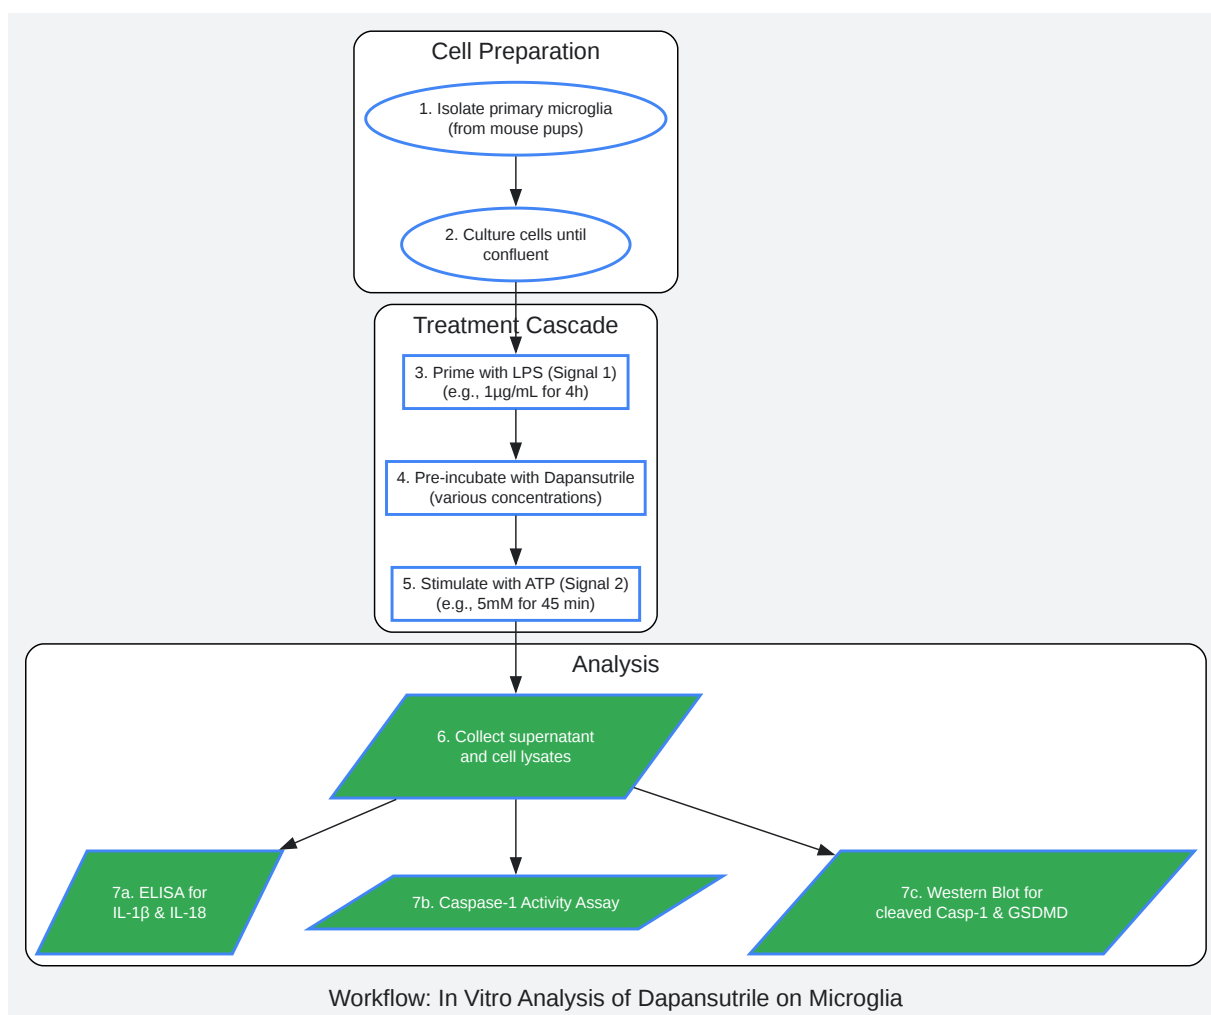 Cell Preparation
1. Isolate primary microglia
(from mouse pups)
2. Culture cells until
confluent
Treatment Cascade
3. Prime with LPS (Signal 1)
(e.g., 1µg/mL for 4h)
4. Pre-incubate with Dapansutrile
(various concentrations)
5. Stimulate with ATP (Signal 2)
(e.g., 5mM for 45 min)
Analysis
6. Collect supernatant
and cell lysates
7a. ELISA for
IL-1β & IL-18
7b. Caspase-1 Activity Assay
7c. Western Blot for
cleaved Casp-1 & GSDMD
Workflow: In Vitro Analysis of Dapansutrile on Microglia